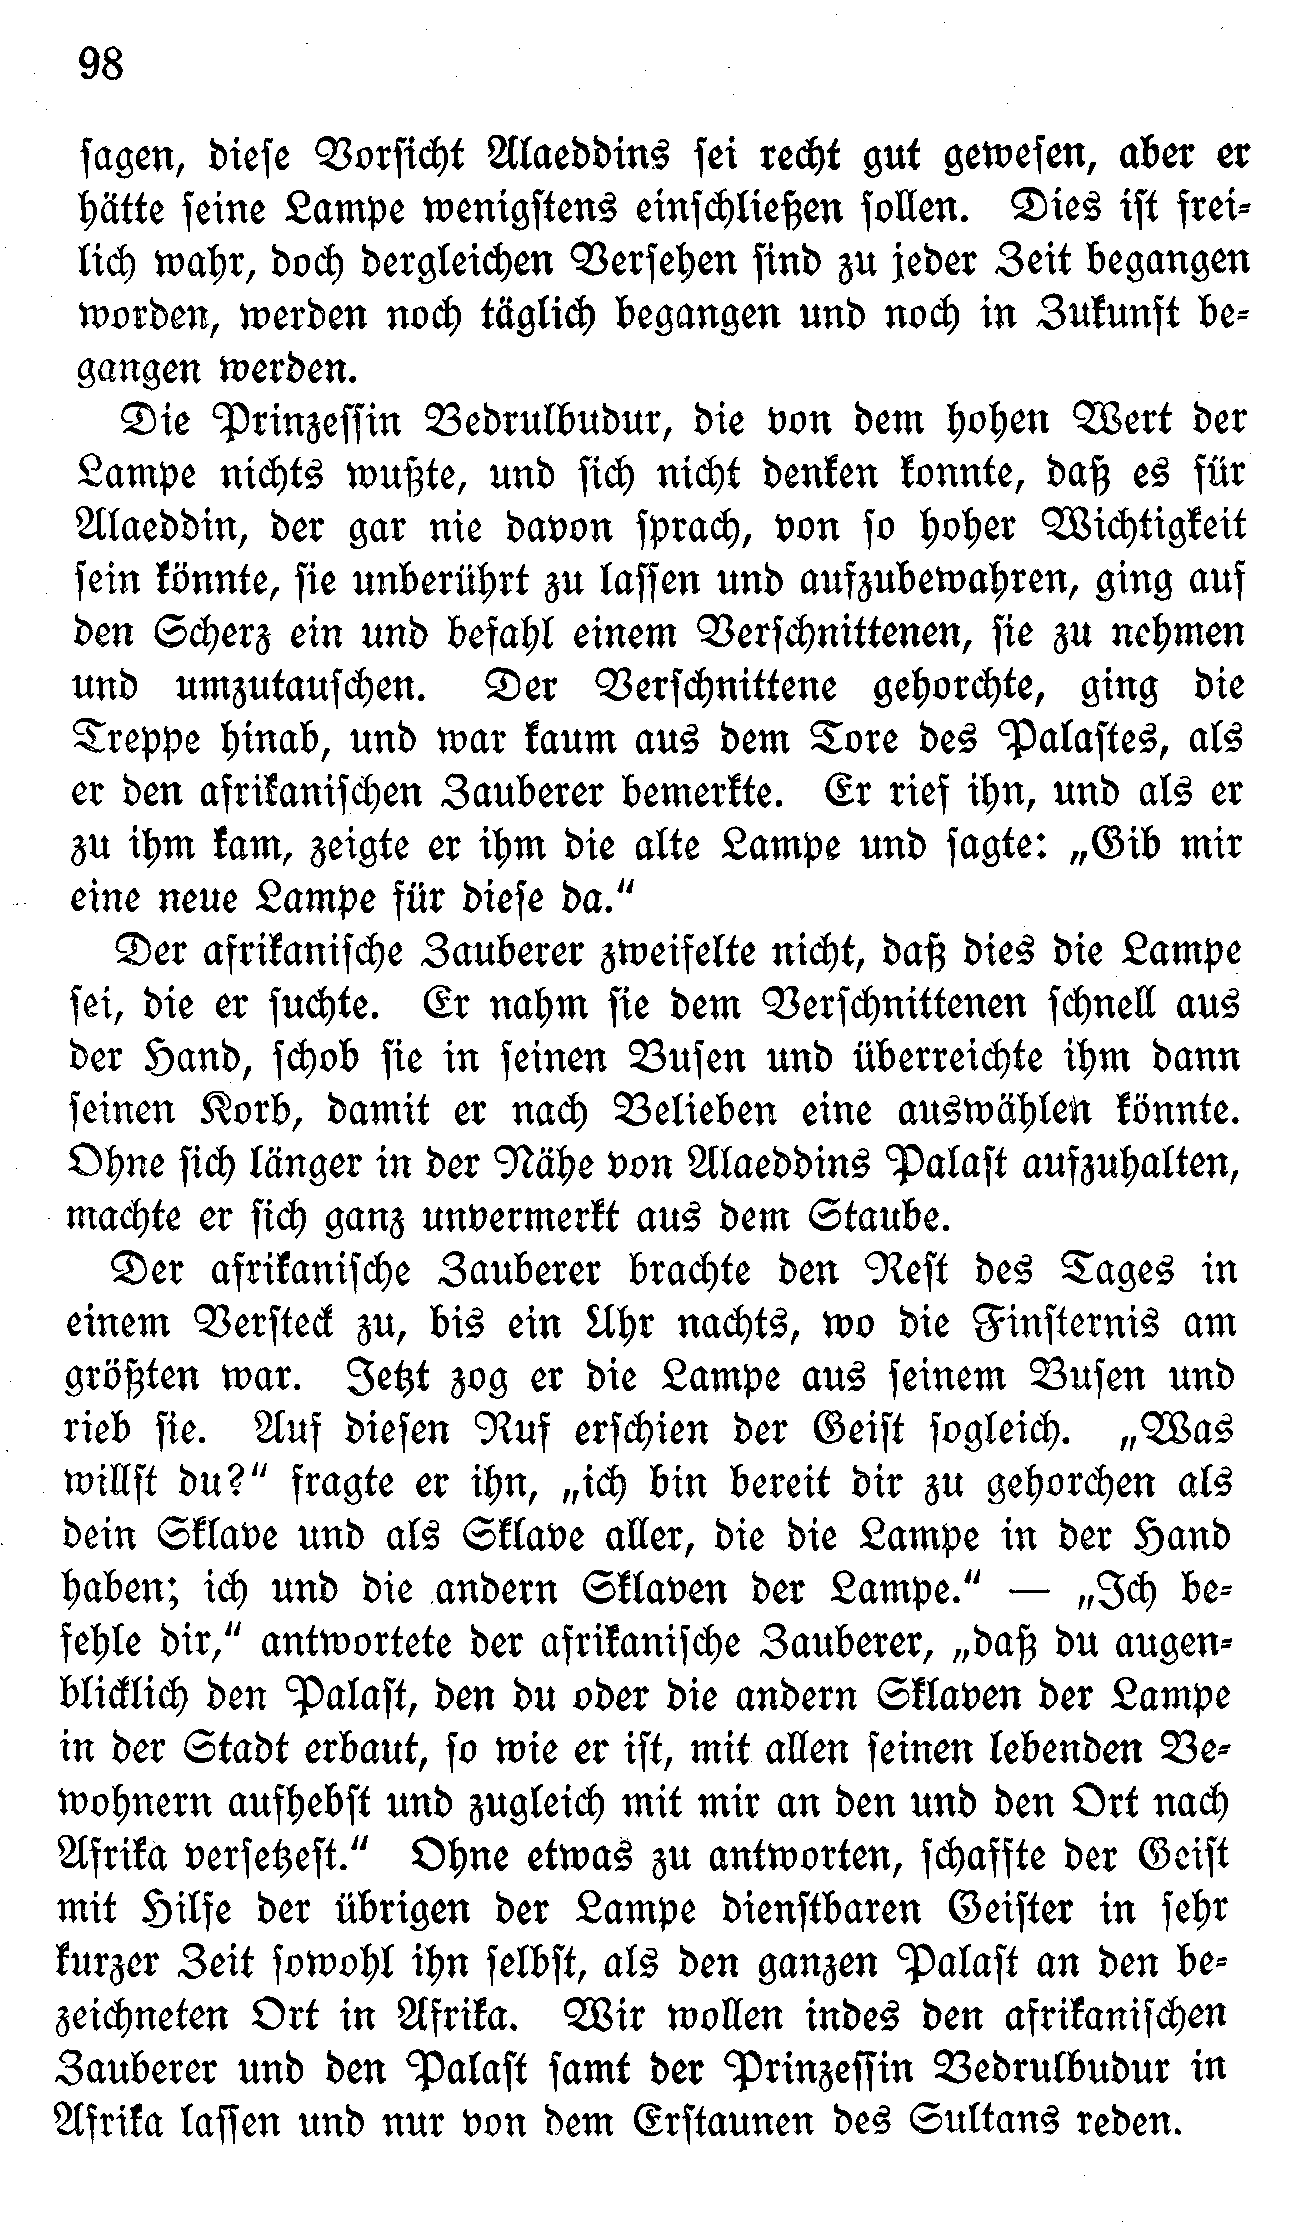 98
sagen, diese Vorsicht Alaeddins sei recht gut gewesen, aber er
hätte seine Lampe wenigstens einschließen sollen. Dies ist frei-
lich wahr, doch dergleichen Versehen sind zu jeder Zeit begangen
worden, werden noch täglich begangen und noch in Zukunft be-
gangen werden.
Die Prinzessin Bedrulbudur, die von dem hohen Wert der
Lampe nichts wußte, und sich nicht denken konnte, daß es für
Alaeddin, der gar nie davon sprach, von so hoher Wichtigkeit
sein könnte, sie unberührt zu lassen und aufzubewahren, ging auf
den Scherz ein und befahl einem Verschnittenen, sie zu nehmen
und umzutauschen. Der Verschnittene gehorchte, ging die
Treppe hinab, und war kaum aus dem Tore des Palastes, als
er den afrikanischen Zauberer bemerkte. Er rief ihn, und als er
zu ihm kam, zeigte er ihm die alte Lampe und sagte: „Gib mir
eine neue Lampe für diese da.“
Der afrikanische Zauberer zweifelte nicht, daß dies die Lampe
sei, die er suchte. Er nahm sie dem Verschnittenen schnell aus
der Hand, schob sie in seinen Busen und überreichte ihm dann
seinen Korb, damit er nach Belieben eine auswählen könnte.
Ohne sich länger in der Nähe von Alaeddins Palast aufzuhalten,
machte er sich ganz unvermerkt aus dem Staube.
Der afrikanische Zauberer brachte den Rest des Tages in
einem Versteck zu, bis ein Uhr nachts, wo die Finsternis am
größten war. Jetzt zog er die Lampe aus seinem Busen und
rieb sie. Auf diesen Ruf erschien der Geist sogleich. „Was
willst du?“ fragte er ihn, „ich bin bereit dir zu gehorchen als
dein Sklave und als Sklave aller, die die Lampe in der Hand
haben; ich und die andern Sklaven der Lampe.“ — „Ich be-
fehle dir,“ antwortete der afrikanische Zauberer, „daß du augen-
blicklich den Palast, den du oder die andern Sklaven der Lampe
in der Stadt erbaut, so wie er ist, mit allen seinen lebenden Be-
wohnern aufhebst und zugleich mit mir an den und den Ort nach
Afrika versetzest.“ Ohne etwas zu antworten, schaffte der Geist
mit Hilfe der übrigen der Lampe dienstbaren Geister in sehr
kurzer Zeit sowohl ihn selbst, als den ganzen Palast an den be-
zeichneten Ort in Afrika. Wir wollen indes den afrikanischen
Zauberer und den Palast samt der Prinzessin Bedrulbudur in
Afrika lassen und nur von dem Erstaunen des Sultans reden.